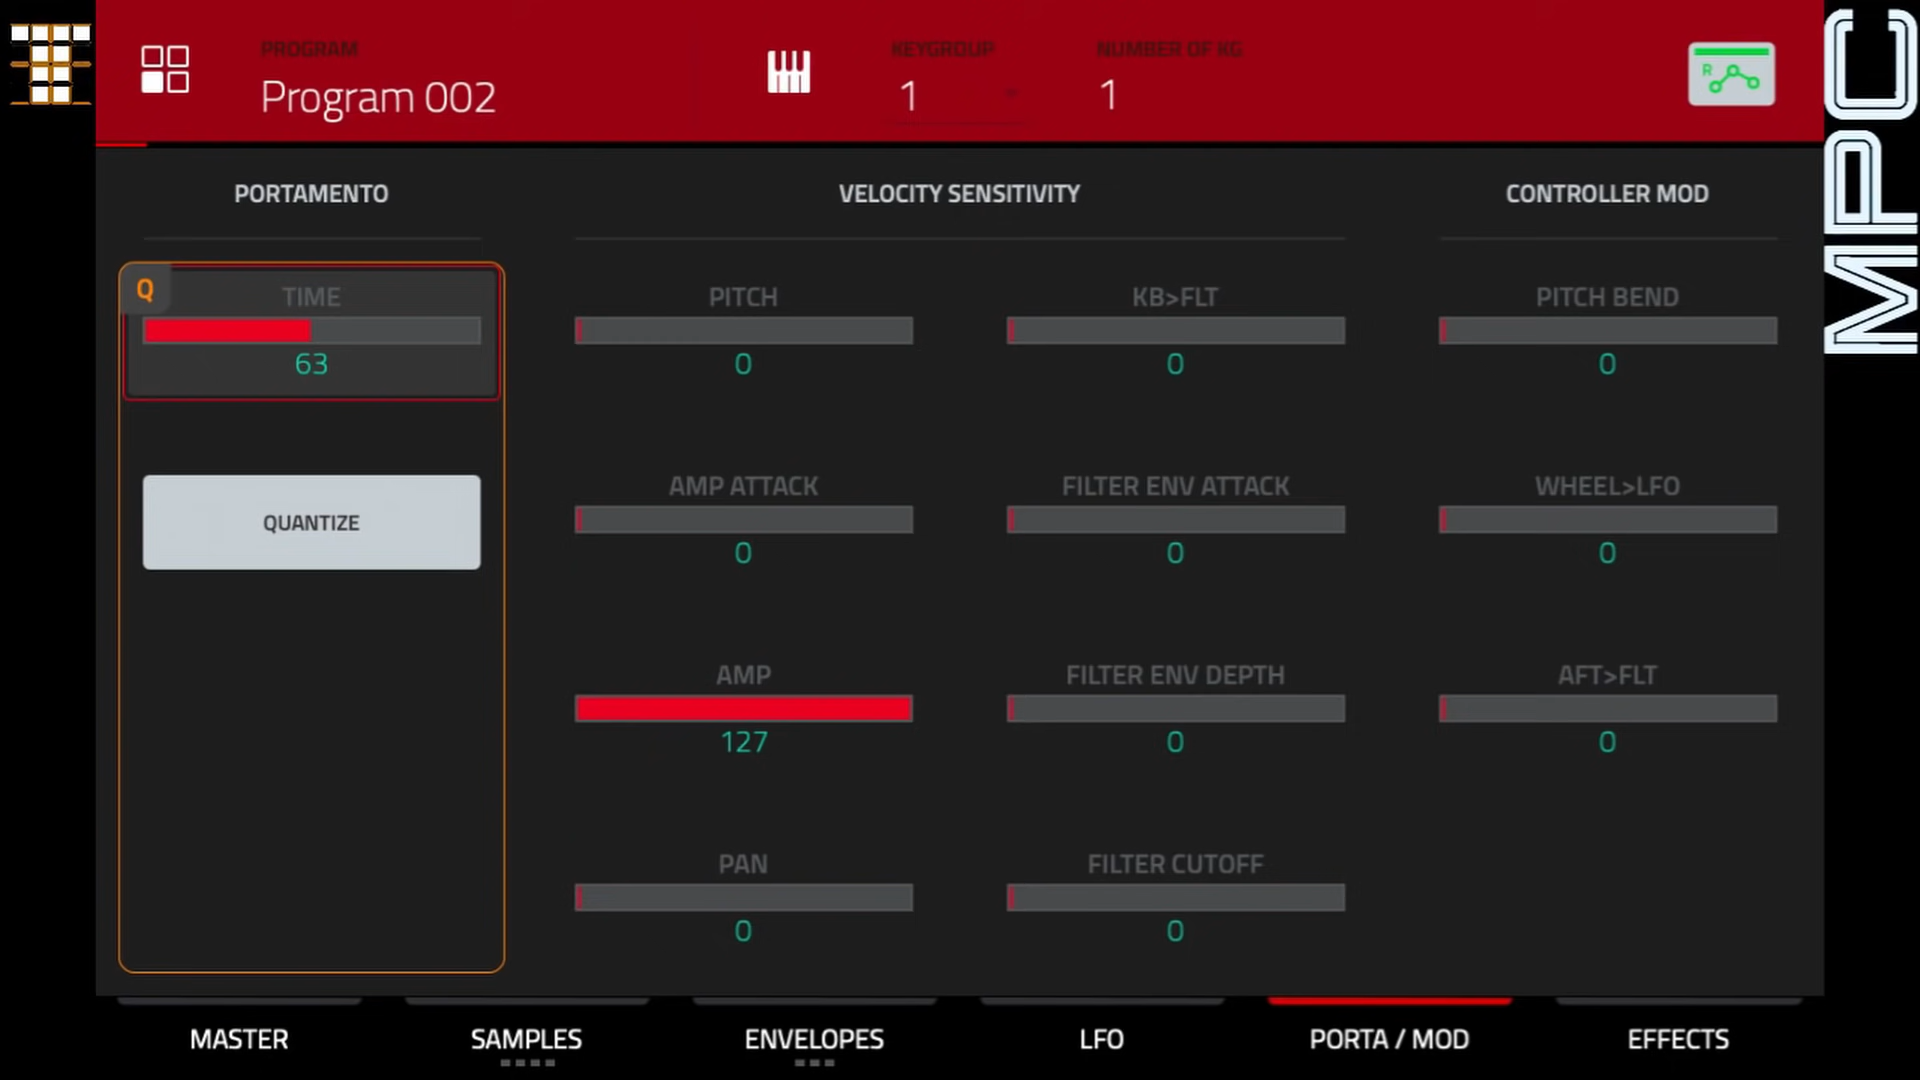 PROGRAM
Program 002
KEYGROUP
1
NUMBER OF KG
1
R
MPC
PORTAMENTO
VELOCITY SENSITIVITY
CONTROLLER MOD
Q
TIME
63
PITCH
0
KB>FLT
0
PITCH BEND
0
QUANTIZE
AMP ATTACK
0
FILTER ENV ATTACK
0
WHEEL>LFO
0
AMP
127
FILTER ENV DEPTH
0
AFT>FLT
0
PAN
0
FILTER CUTOFF
0
MASTER
SAMPLES
ENVELOPES
LFO
PORTA / MOD
EFFECTS